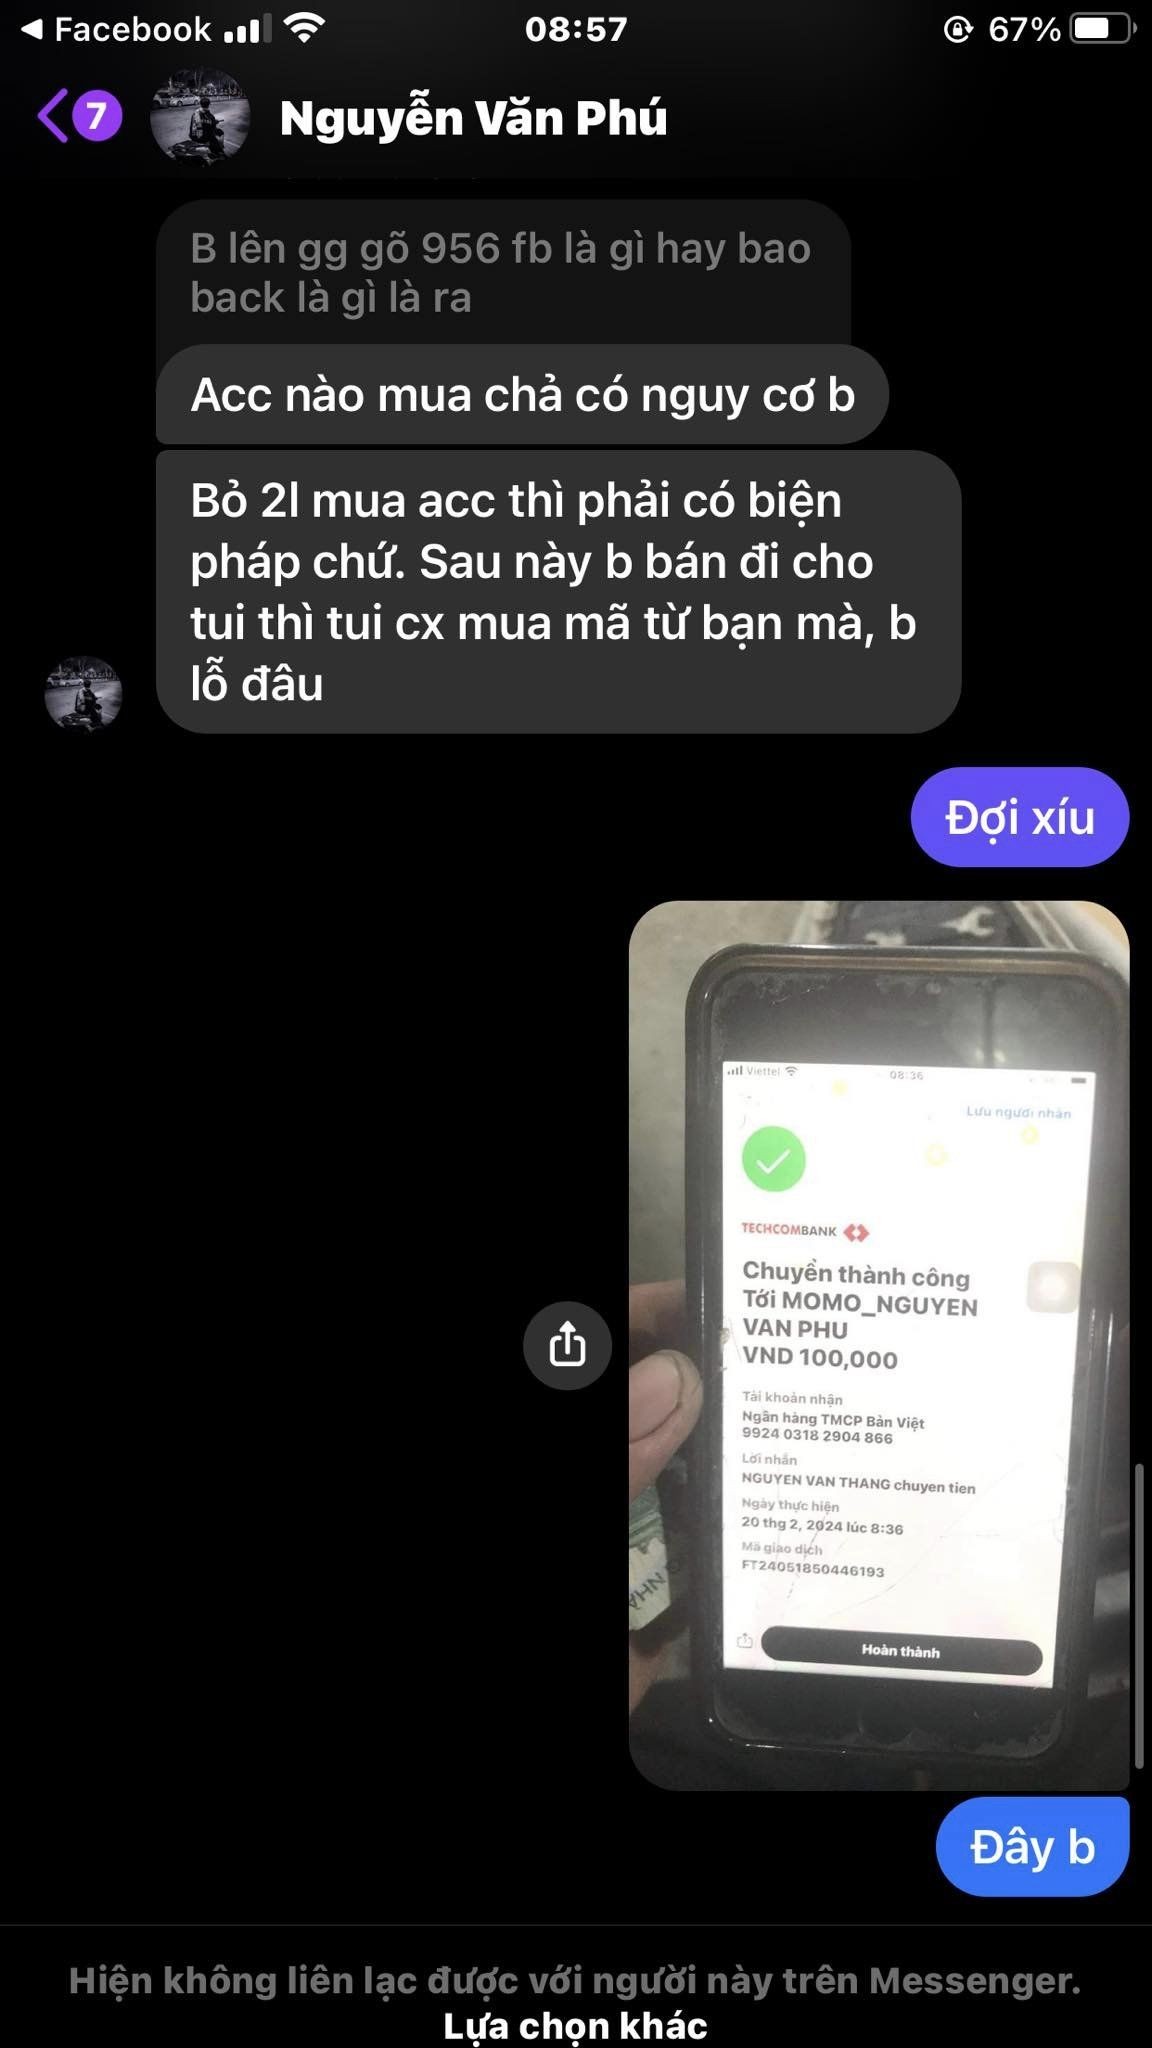 Facebook
08:57
67%
7
Nguyễn Văn Phú
B lên gg gõ 956 fb là gì hay bao
back là gì là ra
Acc nào mua chả có nguy cơ b
Bỏ 2l mua acc thì phải có biện
pháp chứ. Sau này b bán đi cho
tui thì tui cx mua mã từ bạn mà, b
lỗ đâu
Đợi xíu
Viettel
08:36
Lưu người nhận
TECHCOMBANK
Chuyển thành công
Tới MOMO_NGUYEN
VAN PHU
VND 100,000
Tài khoản nhận
Ngân hàng TMCP Bản Việt
9924 0318 2904 866
Lời nhắn
NGUYEN VAN THANG chuyen tien
Ngày thực hiện
20 thg 2, 2024 lúc 8:36
Mã giao dịch
FT24051850446193
Hoàn thành
Đây b
Hiện không liên lạc được với người này trên Messenger.
Lựa chọn khác